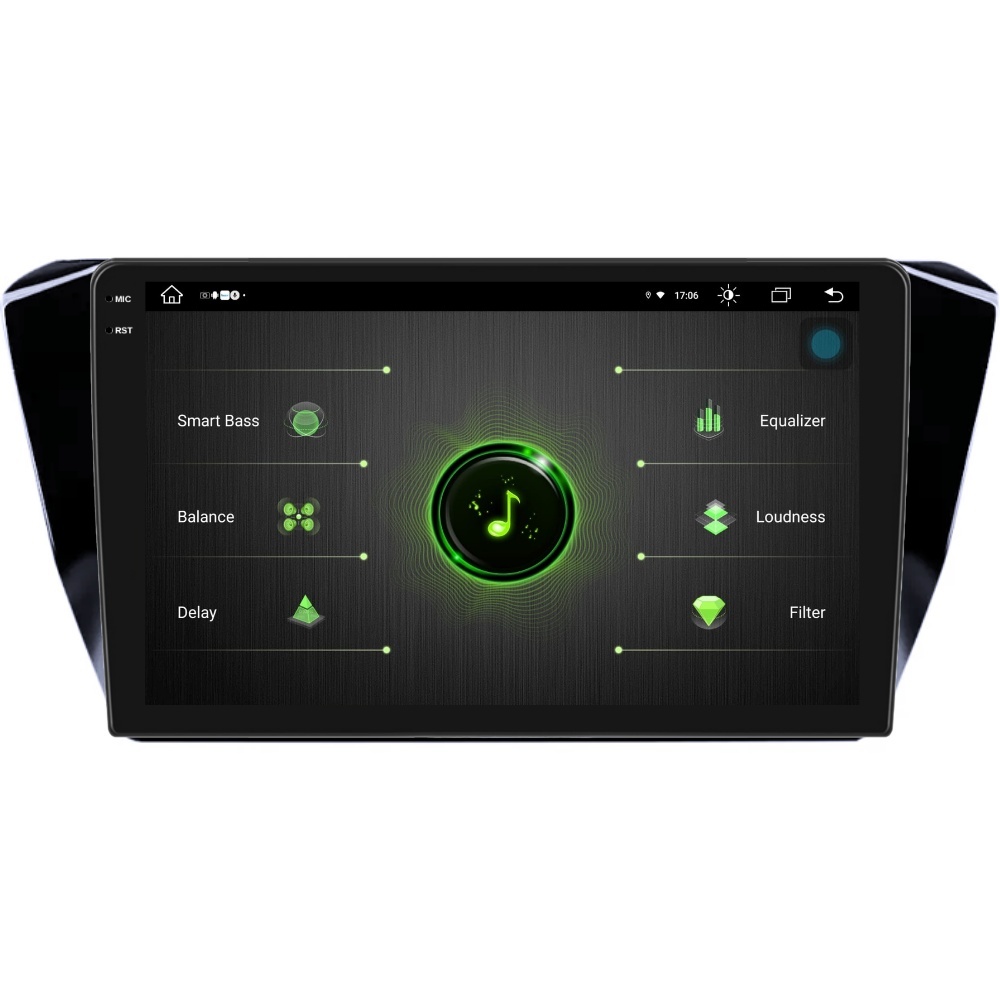 MIC
17:06
RST
Smart Bass
Equalizer
Balance
Loudness
Delay
Filter